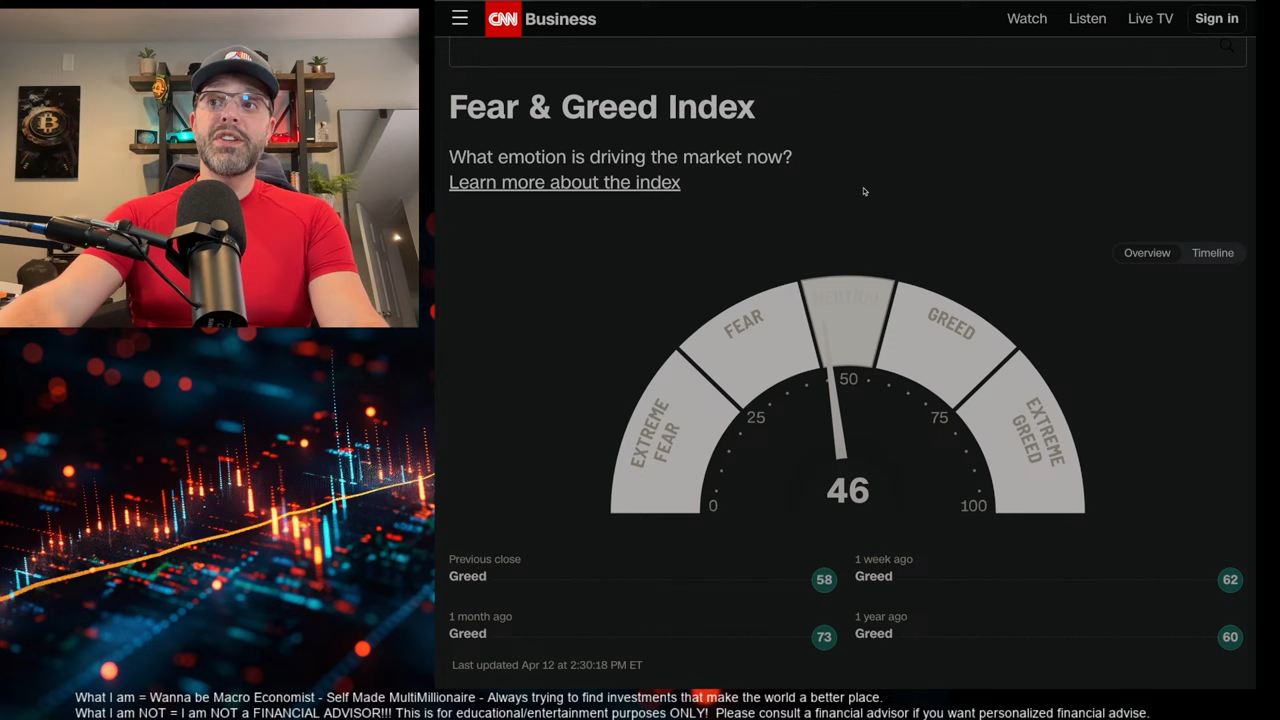 CNN Business
Watch
Listen
Live TV
Sign in
Fear & Greed Index
What emotion is driving the market now?
Learn more about the index
Overview
Timeline
EXTREME FEAR
FEAR
NEUTRAL
GREED
EXTREME GREED
0
25
50
75
100
46
Previous close
Greed
58
1 week ago
Greed
62
1 month ago
Greed
73
1 year ago
Greed
60
Last updated Apr 12 at 2:30:18 PM ET
What I am = Wanna be Macro Economist - Self Made MultiMillionaire - Always trying to find investments that make the world a better place.
What I am NOT = I am NOT a FINANCIAL ADVISOR!!! This is for educational/entertainment purposes ONLY! Please consult a financial advisor if you want personalized financial advise.